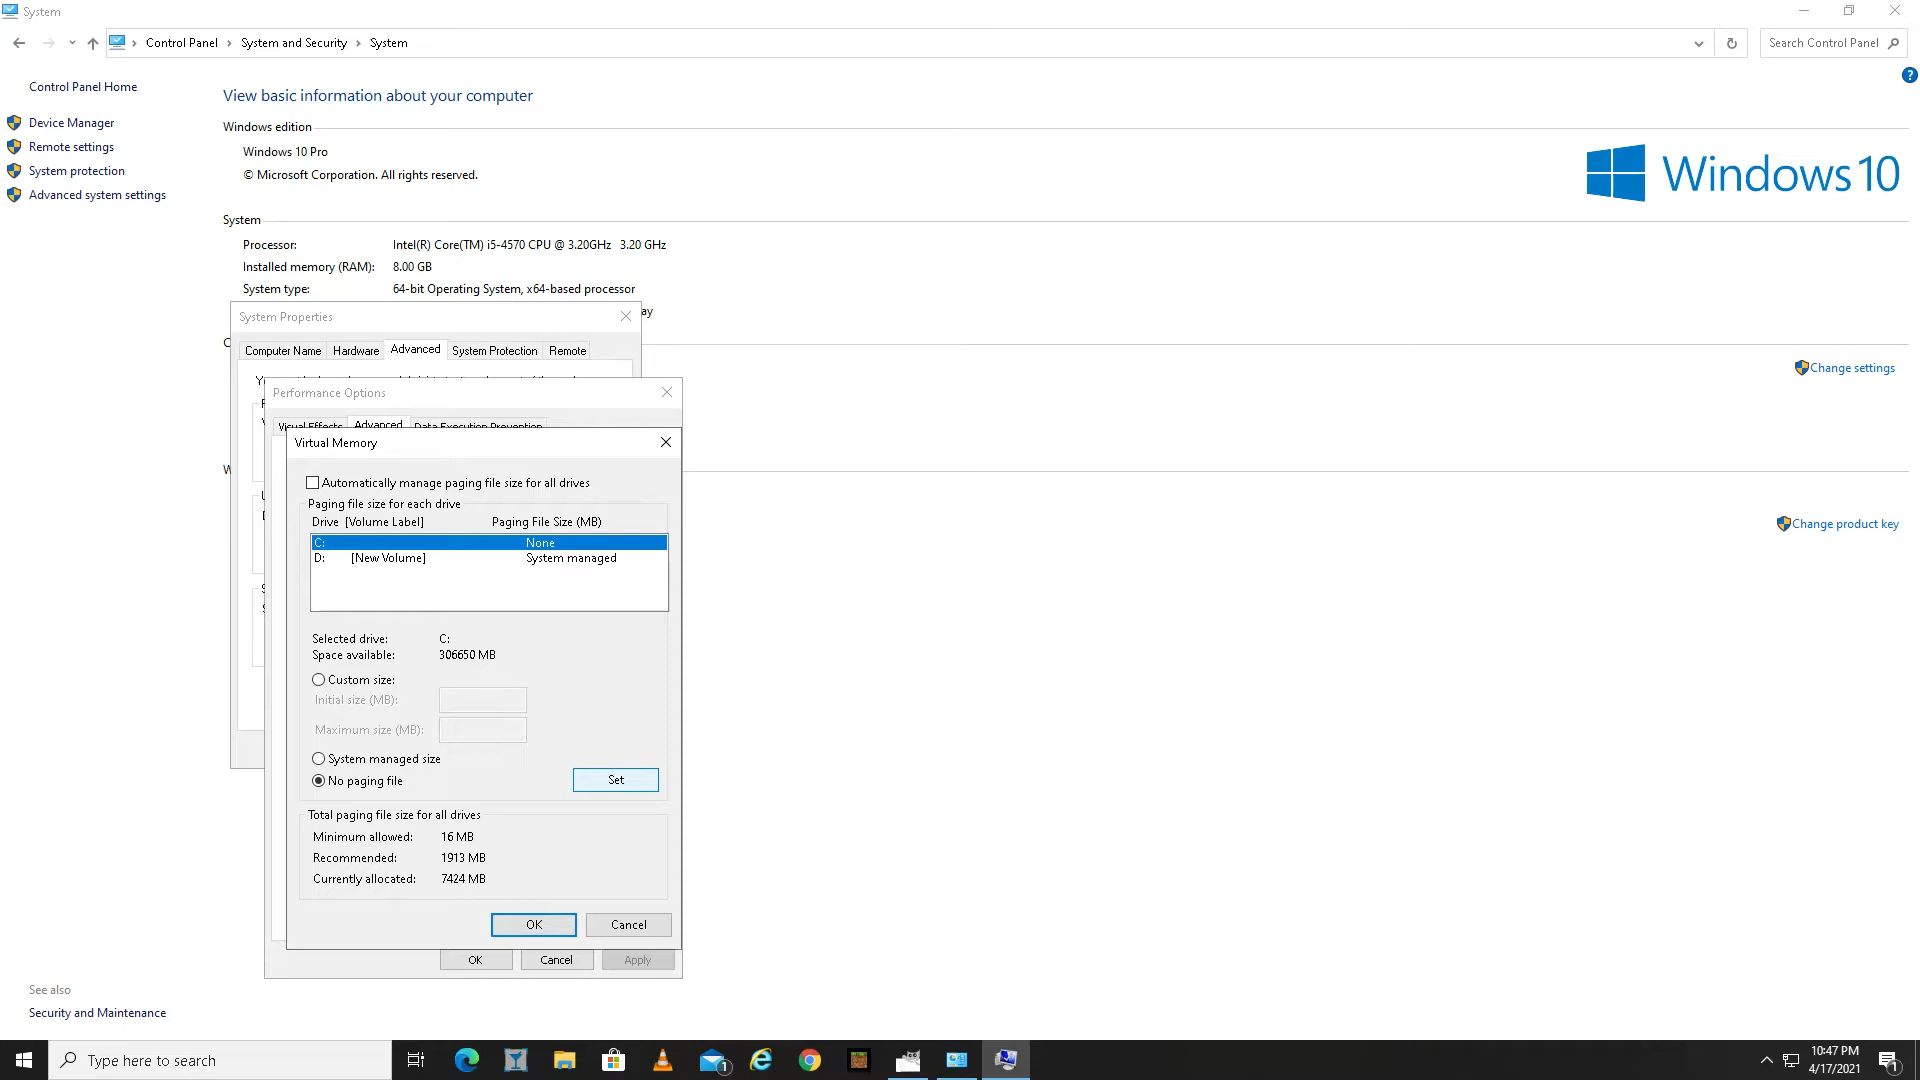 System
Control Panel > System and Security > System
Search Control Panel
?
Control Panel Home
Device Manager
Remote settings
System protection
Advanced system settings
View basic information about your computer
Windows edition
Windows 10 Pro
© Microsoft Corporation. All rights reserved.
Windows 10
System
Processor: Intel(R) Core(TM) i5-4570 CPU @ 3.20GHz 3.20 GHz
Installed memory (RAM): 8.00 GB
System type: 64-bit Operating System, x64-based processor
ay
Change settings
Change product key
System Properties
Computer Name Hardware Advanced System Protection Remote
Performance Options
Visual Effects Advanced Data Execution Prevention
Virtual Memory
Automatically manage paging file size for all drives
Paging file size for each drive
Drive [Volume Label] Paging File Size (MB)
C: None
D: [New Volume] System managed
Selected drive: C:
Space available: 306650 MB
Custom size:
Initial size (MB):
Maximum size (MB):
System managed size
No paging file
Set
Total paging file size for all drives
Minimum allowed: 16 MB
Recommended: 1913 MB
Currently allocated: 7424 MB
OK Cancel
OK Cancel Apply
See also
Security and Maintenance
Type here to search
1
10:47 PM
4/17/2021
1